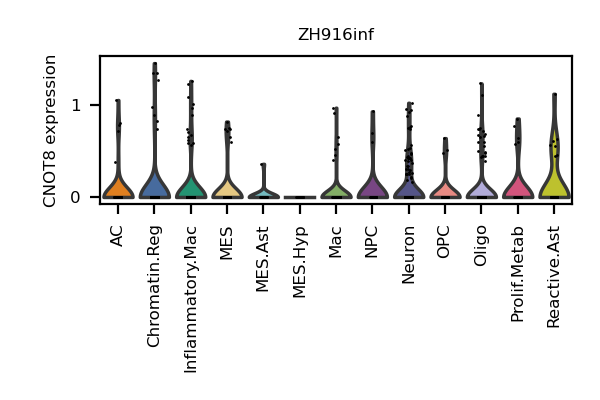 ZH916inf
CNOT8 expression
1
0
AC
Chromatin.Reg
Inflammatory.Mac
MES
MES.Ast
MES.Hyp
Mac
NPC
Neuron
OPC
Oligo
Prolif.Metab
Reactive.Ast